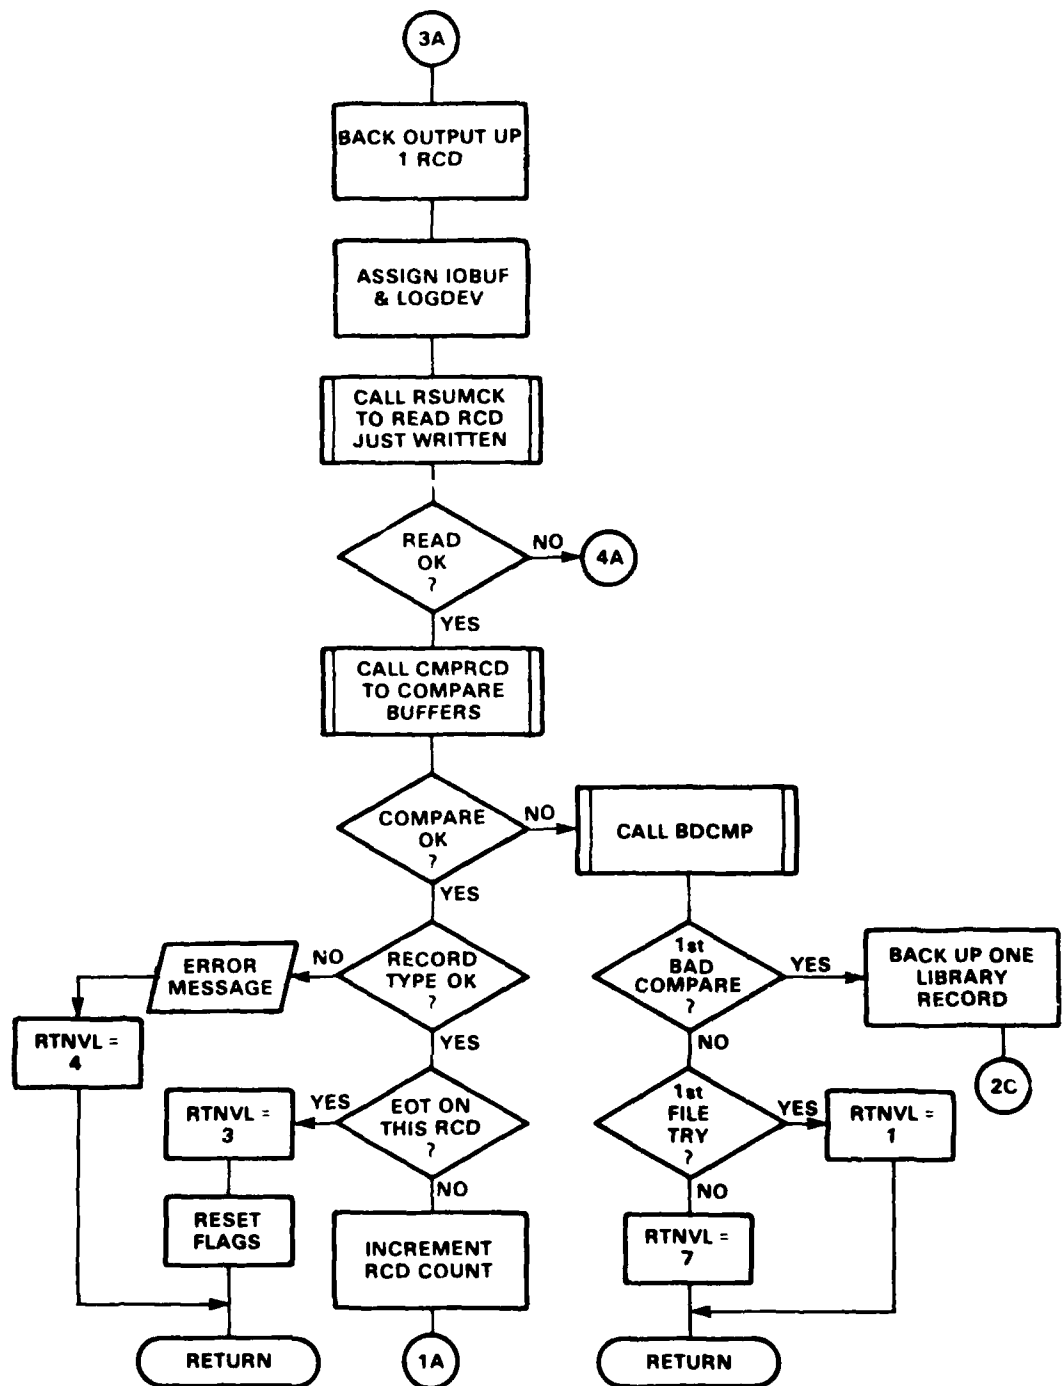 3A
BACK OUTPUT UP
1 RCD
ASSIGN IOBUF
& LOGDEV
CALL RSUMCK
TO READ RCD
JUST WRITTEN
READ
OK
?
NO
4A
YES
CALL CMPRCD
TO COMPARE
BUFFERS
COMPARE
OK
?
NO
CALL BDCMP
YES
ERROR
MESSAGE
NO
RECORD
TYPE OK
?
1st
BAD
COMPARE
?
YES
BACK UP ONE
LIBRARY
RECORD
RTNVL =
4
YES
NO
2C
RTNVL =
3
YES
EOT ON
THIS RCD
?
1st
FILE
TRY
?
YES
RTNVL =
1
NO
NO
RESET
FLAGS
INCREMENT
RCD COUNT
RTNVL =
7
RETURN
1A
RETURN